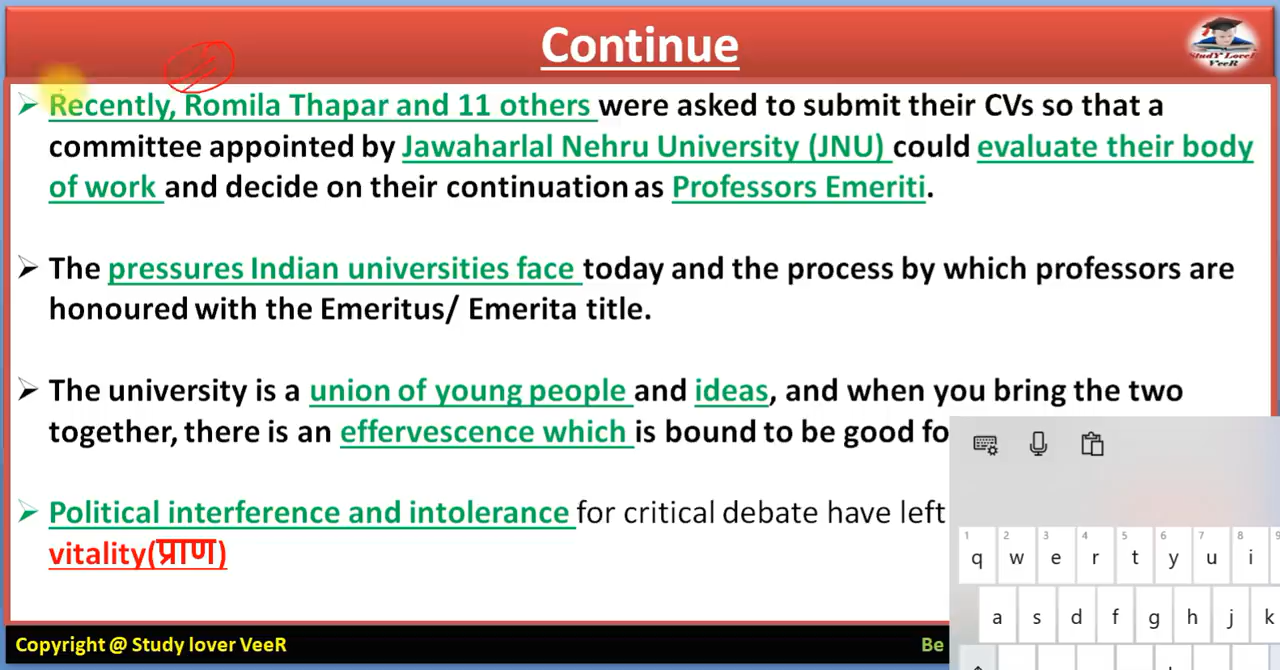 Continue
StudY LoveR
VeeR
➢ Recently, Romila Thapar and 11 others were asked to submit their CVs so that a
committee appointed by Jawaharlal Nehru University (JNU) could evaluate their body
of work and decide on their continuation as Professors Emeriti.
➢ The pressures Indian universities face today and the process by which professors are
honoured with the Emeritus/ Emerita title.
➢ The university is a union of young people and ideas, and when you bring the two
together, there is an effervescence which is bound to be good fo
➢ Political interference and intolerance for critical debate have left
vitality(प्राण)
1 2 3 4 5 6 7 8 9
q w e r t y u i
a s d f g h j k
Copyright @ Study lover VeeR
Be